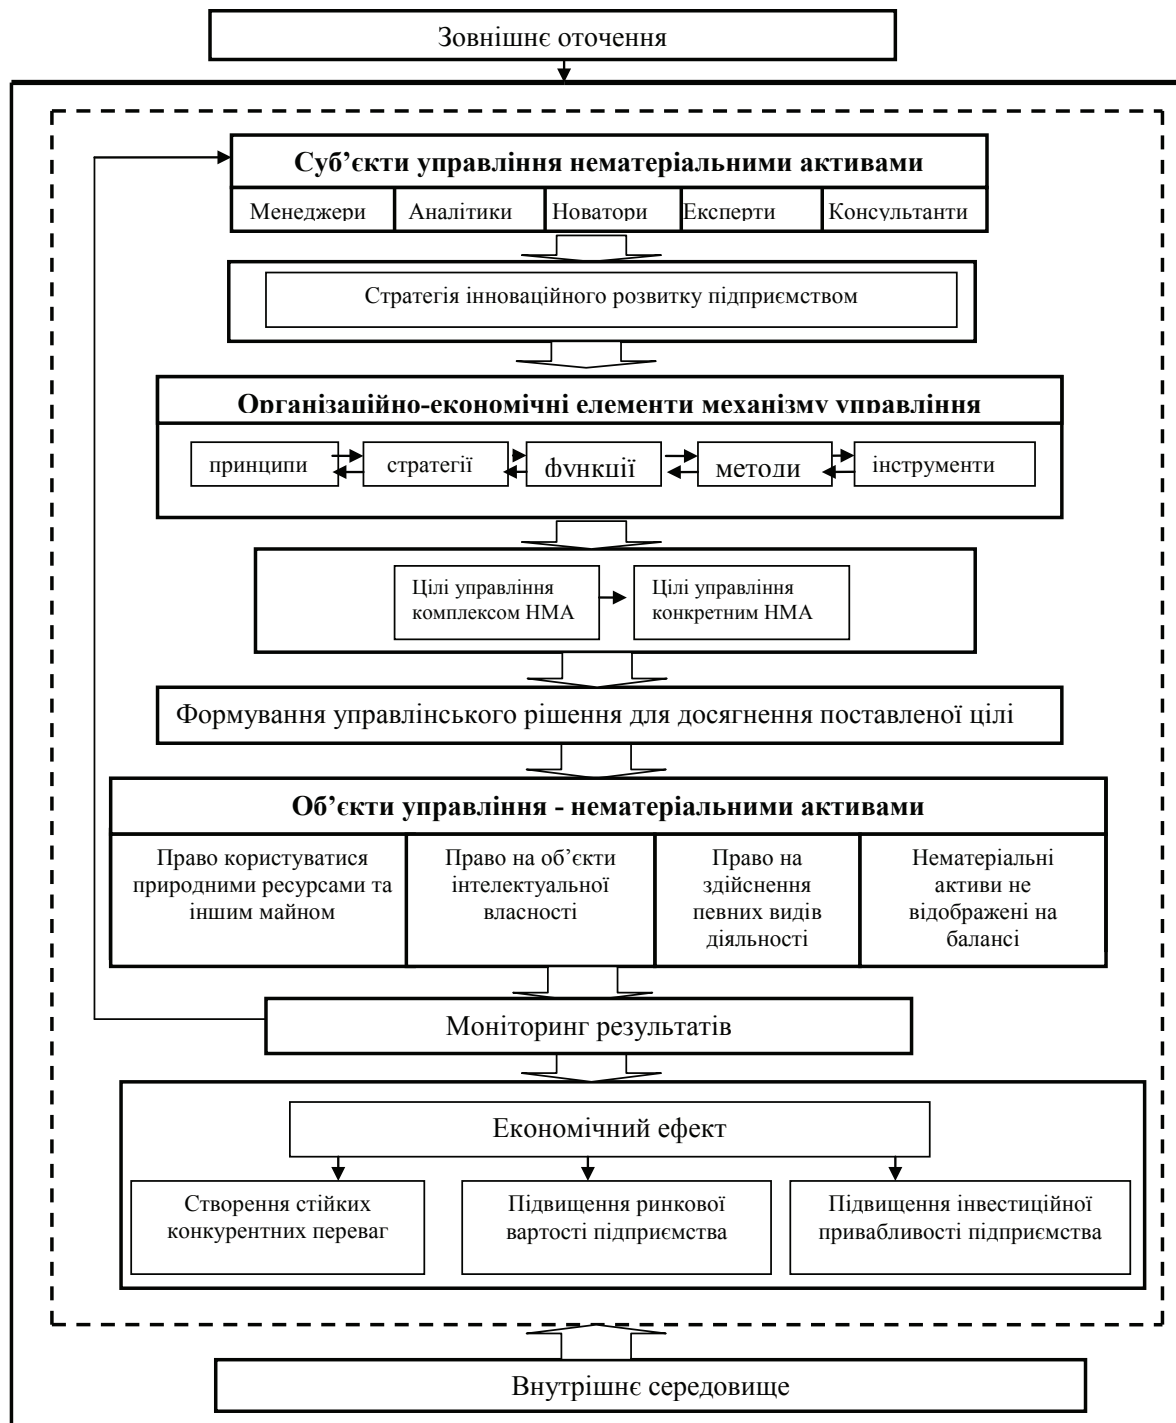 Зовнішнє оточення
Суб’єкти управління нематеріальними активами
Менеджери Аналітики Новатори Експерти Консультанти
Стратегія інноваційного розвитку підприємством
Організаційно-економічні елементи механізму управління
принципи стратегії функції методи інструменти
Цілі управління
комплексом НМА
Цілі управління
конкретним НМА
Формування управлінського рішення для досягнення поставленої цілі
Об’єкти управління - нематеріальними активами
Право користуватися
природними ресурсами та
іншим майном
Право на об’єкти
інтелектуальної
власності
Право на
здійснення
певних видів
діяльності
Нематеріальні
активи не
відображені на
балансі
Моніторинг результатів
Економічний ефект
Створення стійких
конкурентних переваг
Підвищення ринкової
вартості підприємства
Підвищення інвестиційної
привабливості підприємства
Внутрішнє середовище